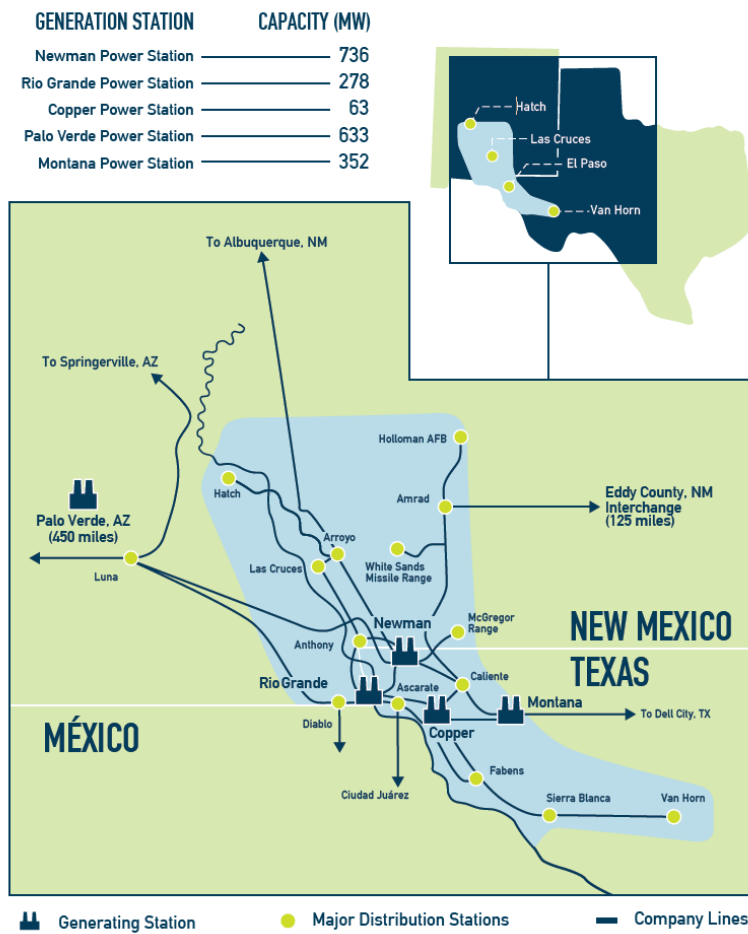 GENERATION STATION CAPACITY (MW)
Newman Power Station 736
Rio Grande Power Station 278
Copper Power Station 63
Palo Verde Power Station 633
Montana Power Station 352
Hatch
Las Cruces
El Paso
Van Horn
To Albuquerque, NM
To Springerville, AZ
Holloman AFB
Hatch
Amrad
Eddy County, NM
Interchange
(125 miles)
Palo Verde, AZ
(450 miles)
Luna
Arroyo
Las Cruces
White Sands
Missile Range
Newman
McGregor
Range
NEW MEXICO
TEXAS
Anthony
Rio Grande
Ascarate
Caliente
Montana
To Dell City, TX
Diablo
Copper
MÉXICO
Ciudad Juárez
Fabens
Sierra Blanca
Van Horn
Generating Station
Major Distribution Stations
Company Lines